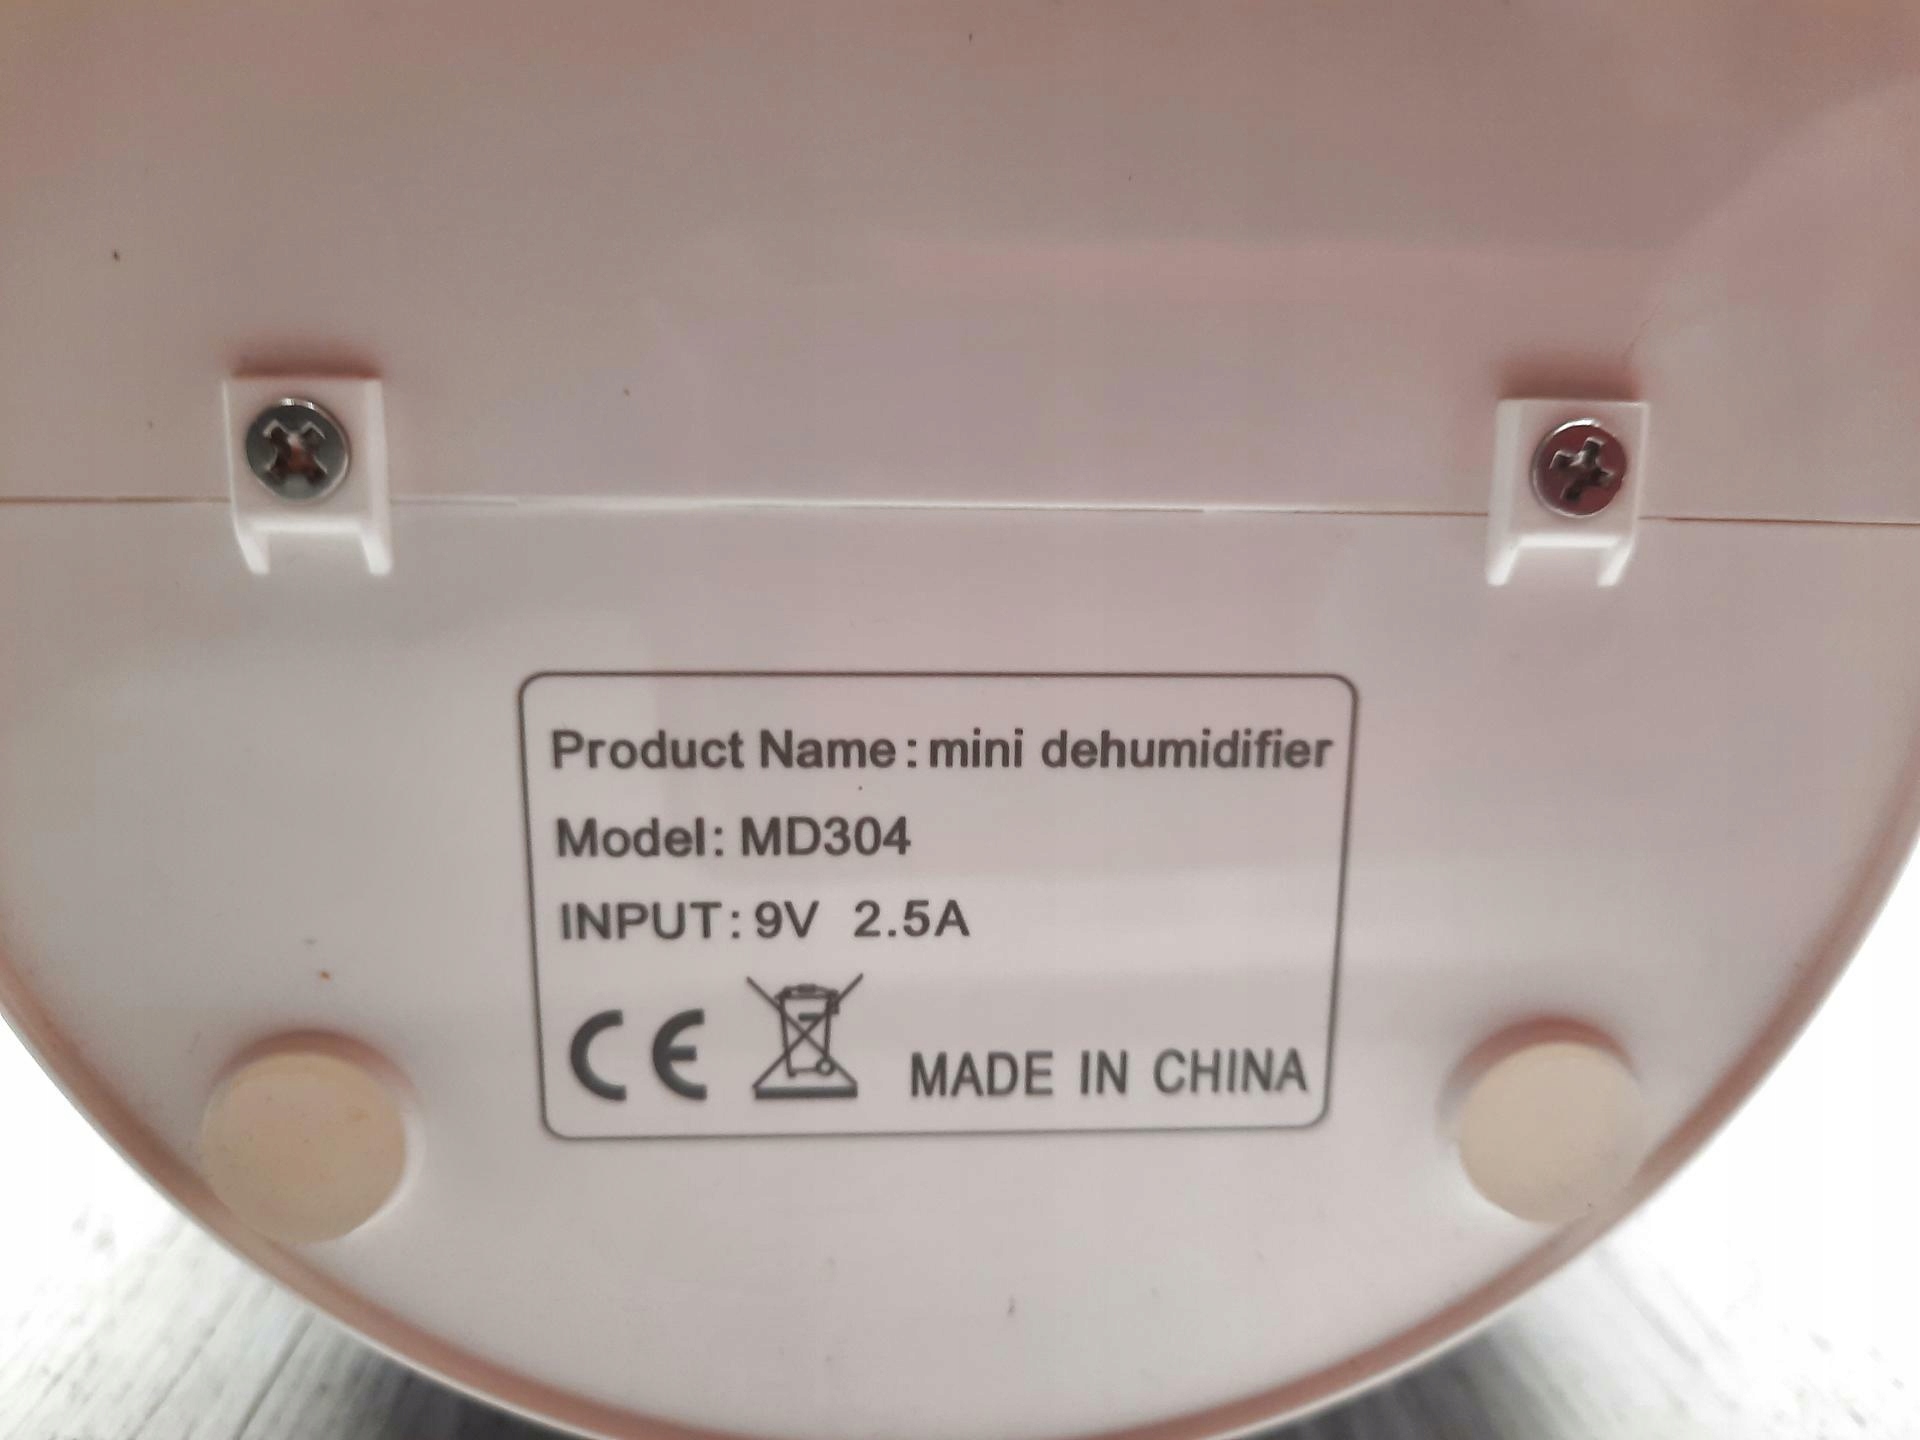 Product Name: mini dehumidifier
Model: MD304
INPUT: 9V 2.5A
CE MADE IN CHINA